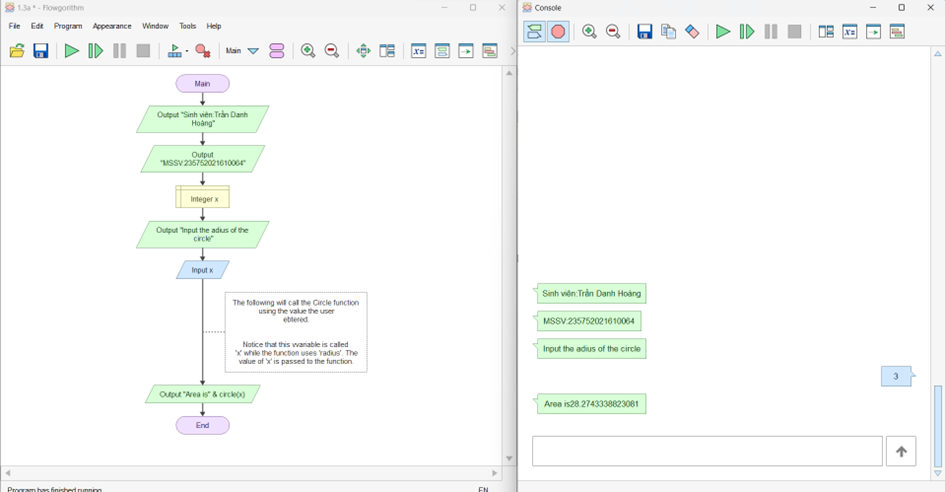 1.3a * - Flowgorithm
File Edit Program Appearance Window Tools Help
Main
Main
Output "Sinh viên:Trần Danh
Hoàng"
Output
"MSSV:235752021610064"
Integer x
Output "Input the adius of the
circle"
Input x
The following will call the Circle function
using the value the user
ebtered.
Notice that this vvariable is called
'x' while the function uses 'radius'. The
value of 'x' is passed to the function.
Output "Area is" & circle(x)
End
Program has finished running
EN
Console
Sinh viên:Trần Danh Hoàng
MSSV:235752021610064
Input the adius of the circle
3
Area is28.2743338823081